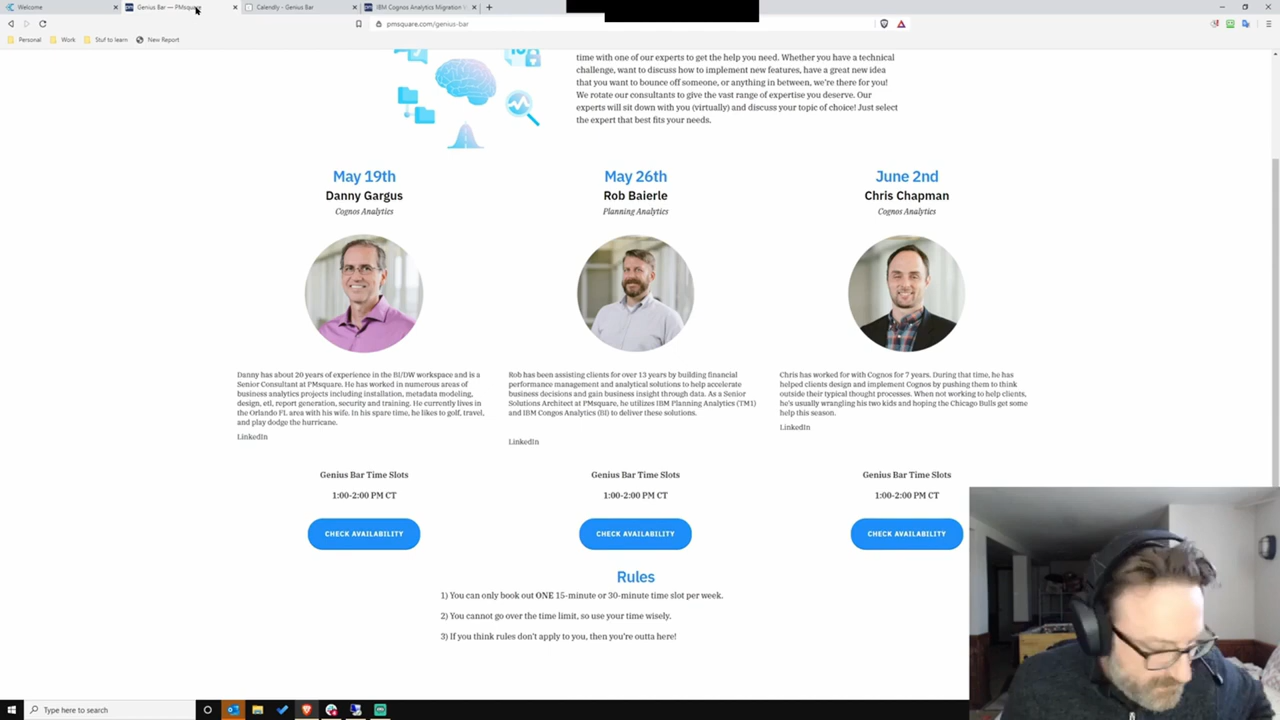 Welcome
Genius Bar — PMsquare
Calendly - Genius Bar
IBM Cognos Analytics Migration
pmsquare.com/genius-bar
Personal
Work
Stuf to learn
New Report
time with one of our experts to get the help you need. Whether you have a technical
challenge, want to discuss how to implement new features, have a great new idea
that you want to bounce off someone, or anything in between, we're there for you!
We rotate our consultants to give the vast range of expertise you deserve. Our
experts will sit down with you (virtually) and discuss your topic of choice! Just select
the expert that best fits your needs.
May 19th
Danny Gargus
Cognos Analytics
Danny has about 20 years of experience in the BI/DW workspace and is a
Senior Consultant at PMsquare. He has worked in numerous areas of
business analytics projects including installation, metadata modeling,
design, etl, report generation, security and training. He currently lives in
the Orlando FL area with his wife. In his spare time, he likes to golf, travel,
and play dodge the hurricane.
LinkedIn
Genius Bar Time Slots
1:00-2:00 PM CT
CHECK AVAILABILITY
May 26th
Rob Baierle
Planning Analytics
Rob has been assisting clients for over 13 years by building financial
performance management and analytical solutions to help accelerate
business decisions and gain business insight through data. As a Senior
Solutions Architect at PMsquare, he utilizes IBM Planning Analytics (TM1)
and IBM Congos Analytics (BI) to deliver these solutions.
LinkedIn
Genius Bar Time Slots
1:00-2:00 PM CT
CHECK AVAILABILITY
June 2nd
Chris Chapman
Cognos Analytics
Chris has worked for with Cognos for 7 years. During that time, he has
helped clients design and implement Cognos by pushing them to think
outside their typical thought processes. When not working to help clients,
he's usually wrangling his two kids and hoping the Chicago Bulls get some
help this season.
LinkedIn
Genius Bar Time Slots
1:00-2:00 PM CT
CHECK AVAILABILITY
Rules
1) You can only book out ONE 15-minute or 30-minute time slot per week.
2) You cannot go over the time limit, so use your time wisely.
3) If you think rules don't apply to you, then you're outta here!
Type here to search